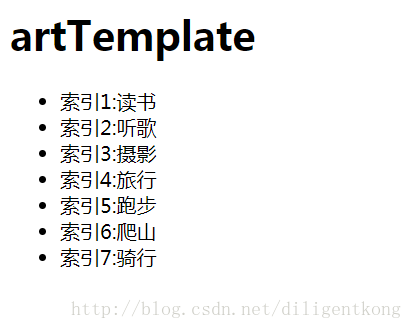 artTemplate
索引1:读书
索引2:听歌
索引3:摄影
索引4:旅行
索引5:跑步
索引6:爬山
索引7:骑行
http://blog.csdn.net/diligentkong